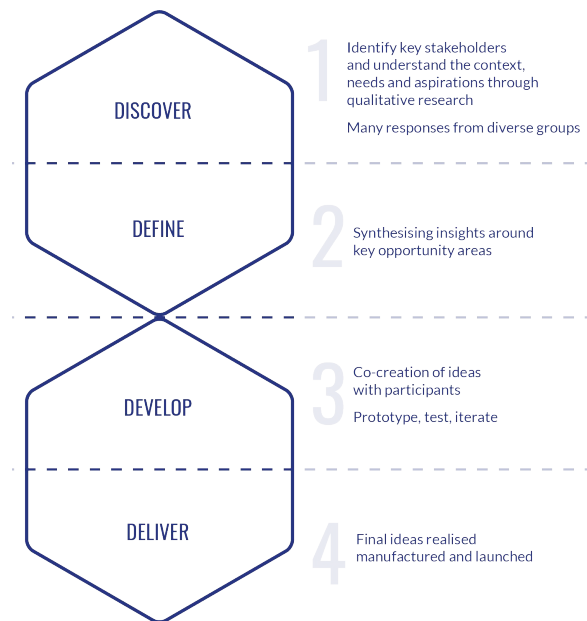 DISCOVER
1
Identify key stakeholders
and understand the context,
needs and aspirations through
qualitative research
Many responses from diverse groups
DEFINE
2
Synthesising insights around
key opportunity areas
DEVELOP
3
Co-creation of ideas
with participants
Prototype, test, iterate
DELIVER
4
Final ideas realised
manufactured and launched